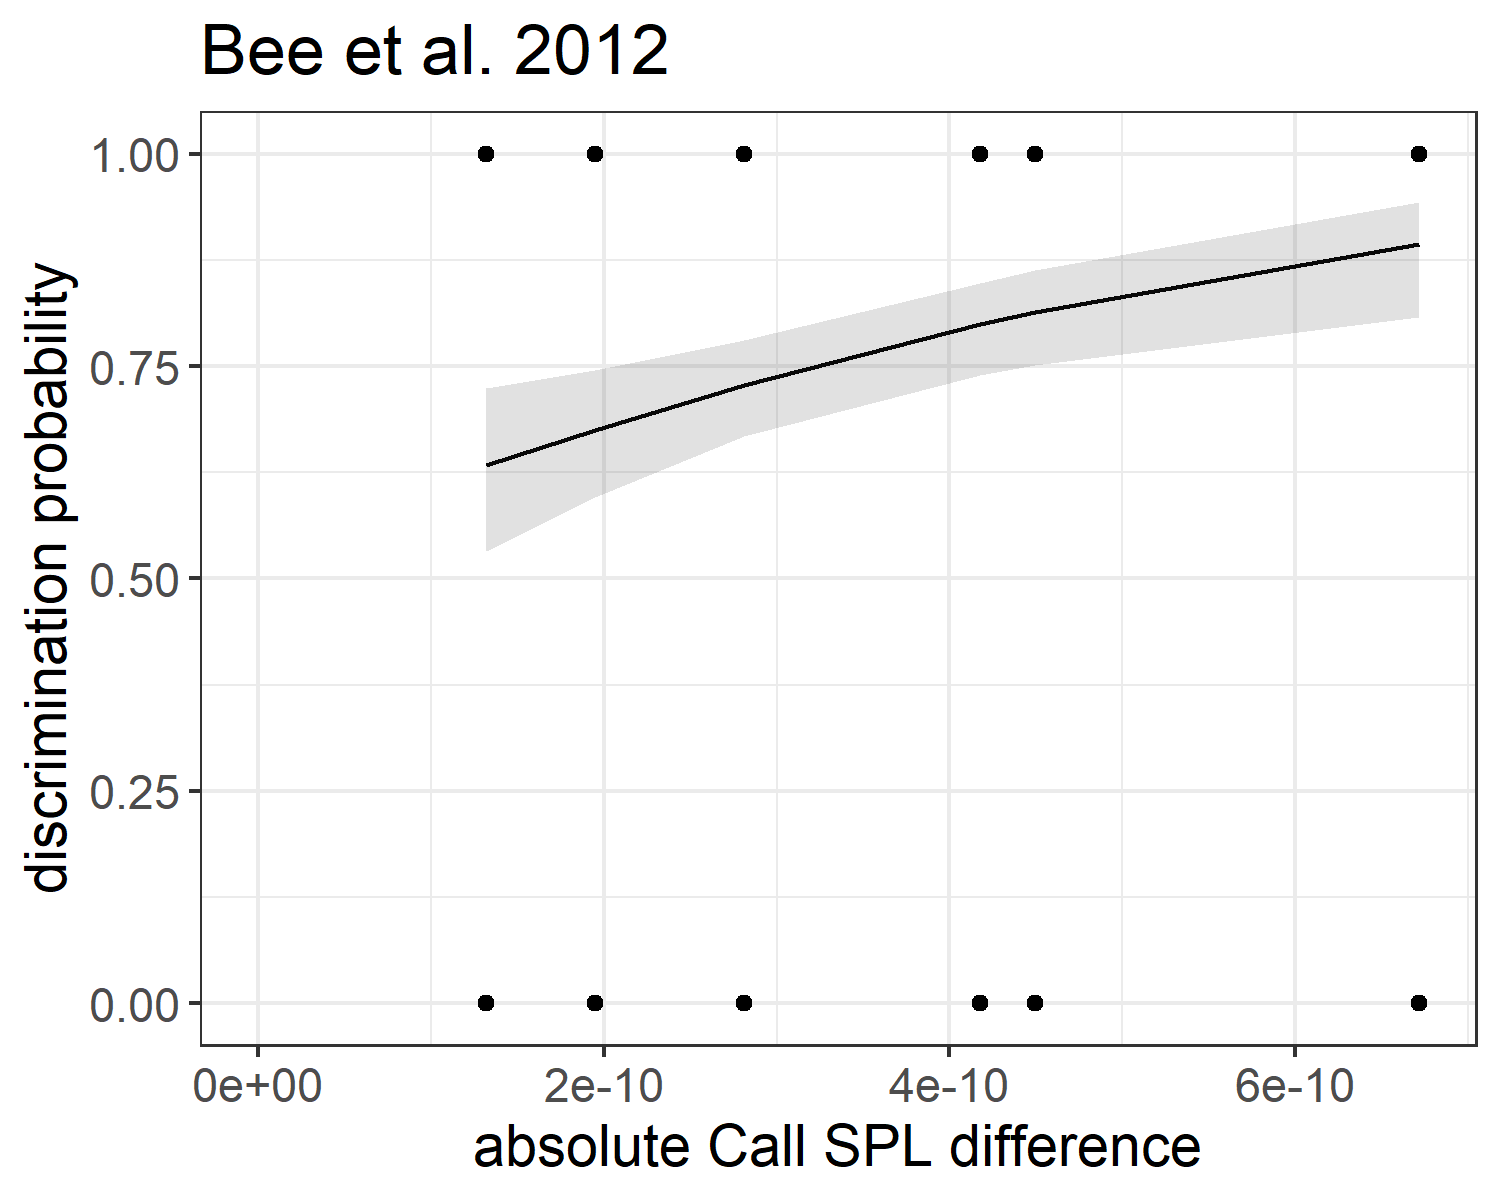 Bee et al. 2012
discrimination probability
1.00
0.75
0.50
0.25
0.00
0e+00 2e-10 4e-10 6e-10
absolute Call SPL difference